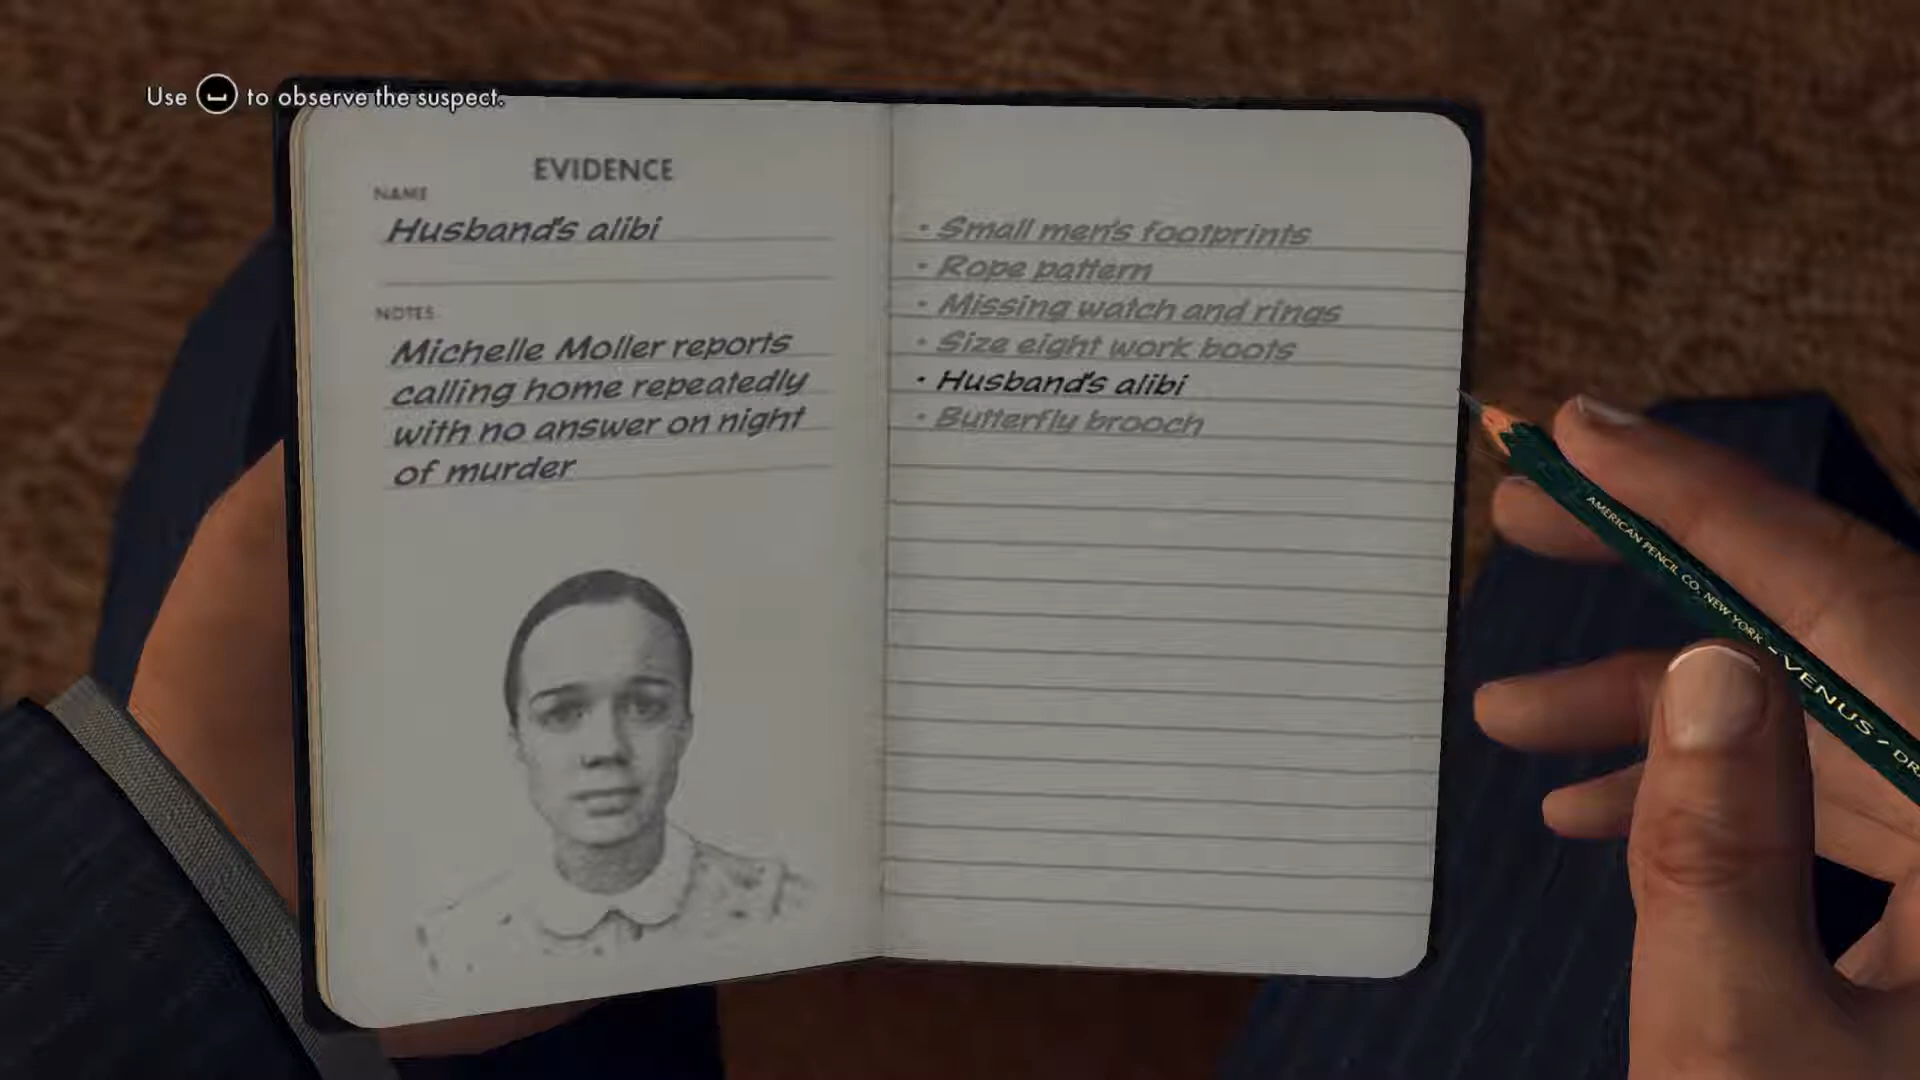 Use to observe the suspect.
EVIDENCE
NAME
Husband's alibi
NOTES
Michelle Moller reports
calling home repeatedly
with no answer on night
of murder
• Small men's footprints
• Rope pattern
• Missing watch and rings
• Size eight work boots
• Husband's alibi
• Butterfly brooch
AMERICAN PENCIL CO. NEW YORK - VENUS / DR